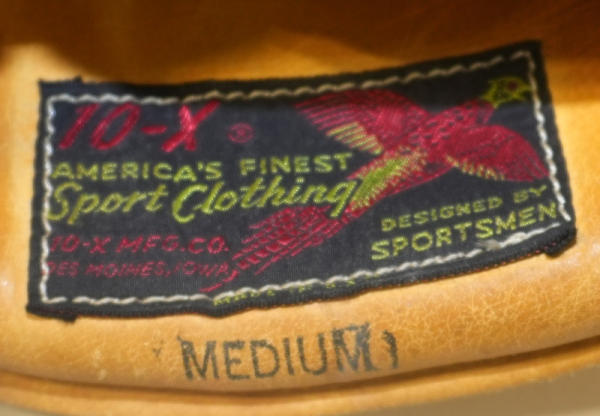 10-X ®
AMERICA'S FINEST
Sport Clothing
10-X MFG. CO.
DES MOINES, IOWA
DESIGNED BY
SPORTSMEN
MEDIUM